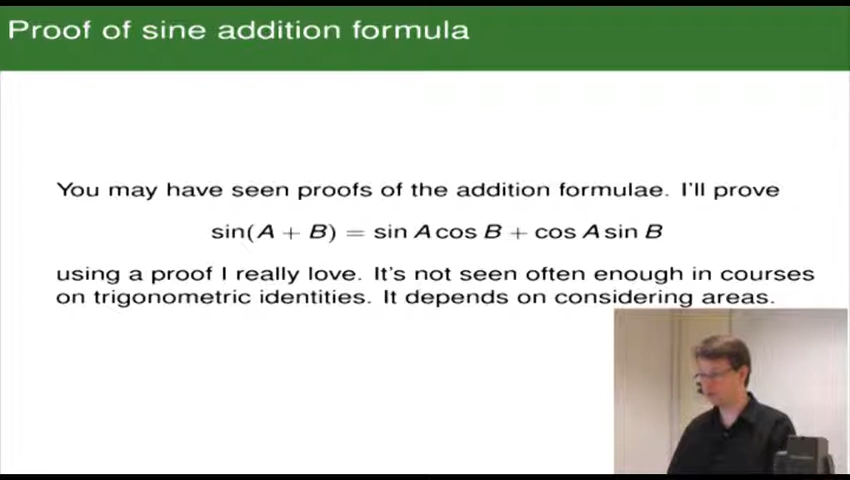 Proof of sine addition formula
You may have seen proofs of the addition formulae. I'll prove
sin(A + B) = sin A cos B + cos A sin B
using a proof I really love. It's not seen often enough in courses
on trigonometric identities. It depends on considering areas.